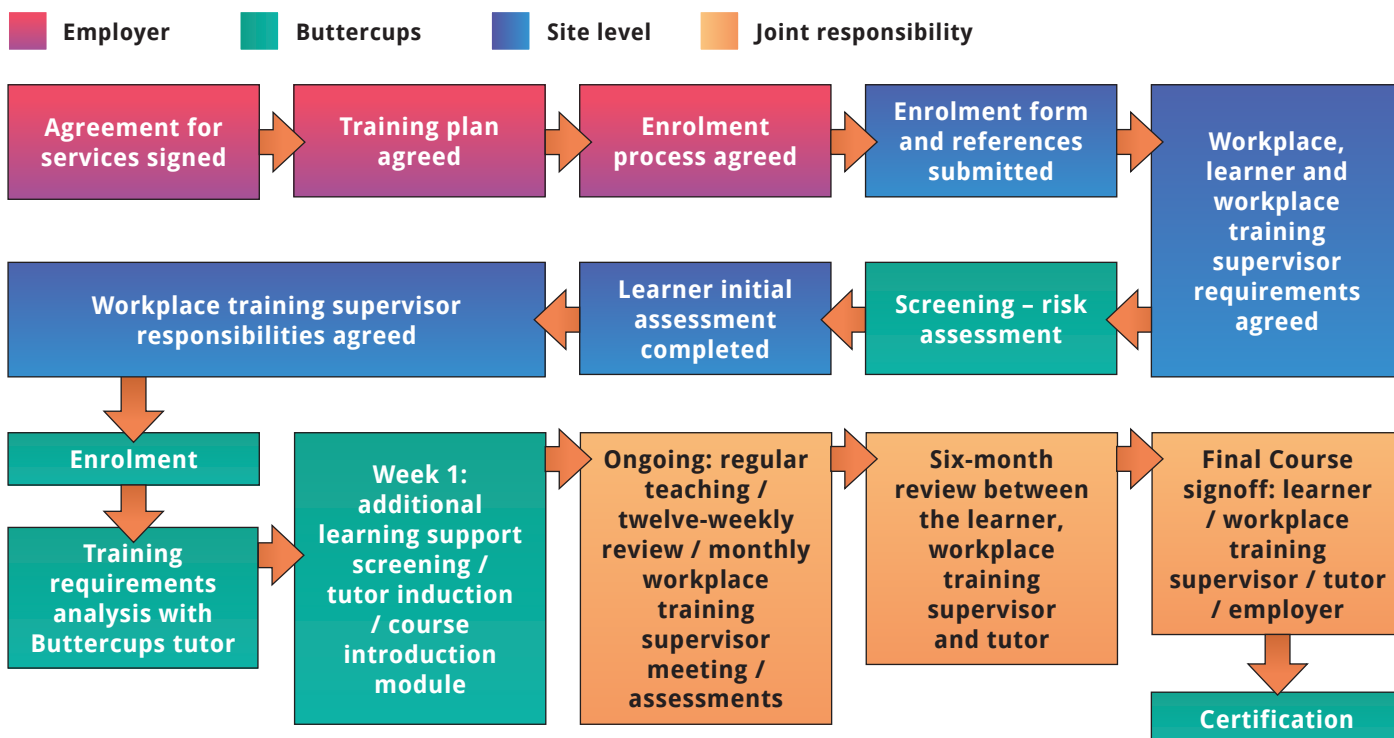 Employer
Buttercups
Site level
Joint responsibility
Agreement for
services signed
Training plan
agreed
Enrolment
process agreed
Enrolment form
and references
submitted
Workplace,
learner and
workplace
training
supervisor
requirements
agreed
Screening – risk
assessment
Learner initial
assessment
completed
Workplace training supervisor
responsibilities agreed
Enrolment
Training
requirements
analysis with
Buttercups tutor
Week 1:
additional
learning support
screening /
tutor induction
/ course
introduction
module
Ongoing: regular
teaching /
twelve-weekly
review / monthly
workplace
training
supervisor
meeting /
assessments
Six-month
review between
the learner,
workplace
training
supervisor
and tutor
Final Course
signoff: learner
/ workplace
training
supervisor / tutor
/ employer
Certification